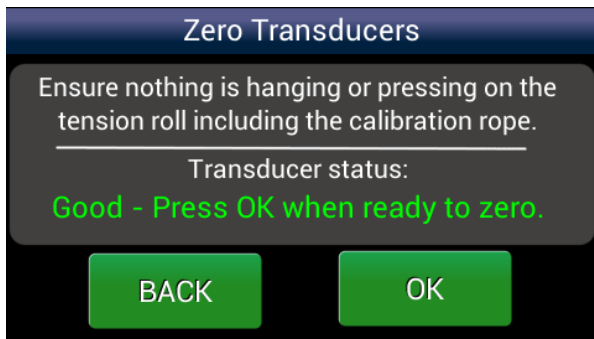 Zero Transducers
Ensure nothing is hanging or pressing on the
tension roll including the calibration rope.
Transducer status:
Good - Press OK when ready to zero.
BACK
OK